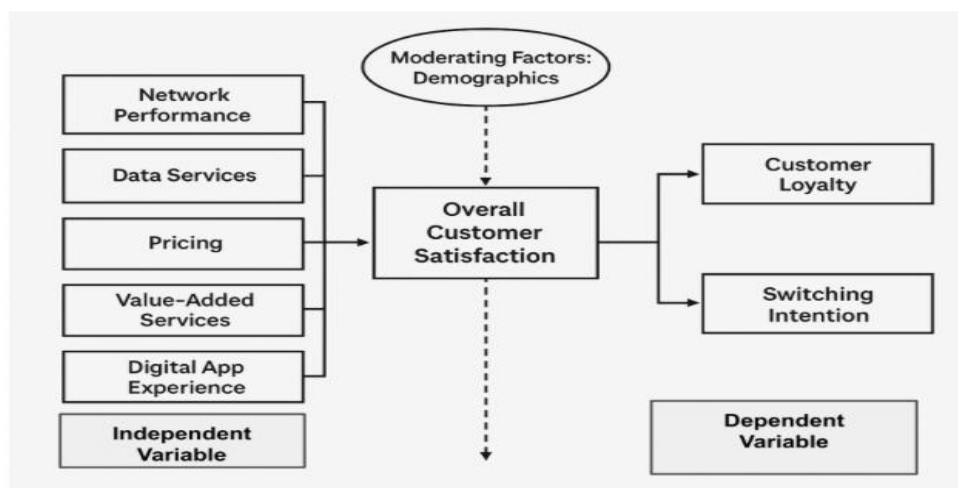 Moderating Factors:
Demographics
Network
Performance
Data Services
Pricing
Value-Added
Services
Digital App
Experience
Independent
Variable
Overall
Customer
Satisfaction
Customer
Loyalty
Switching
Intention
Dependent
Variable